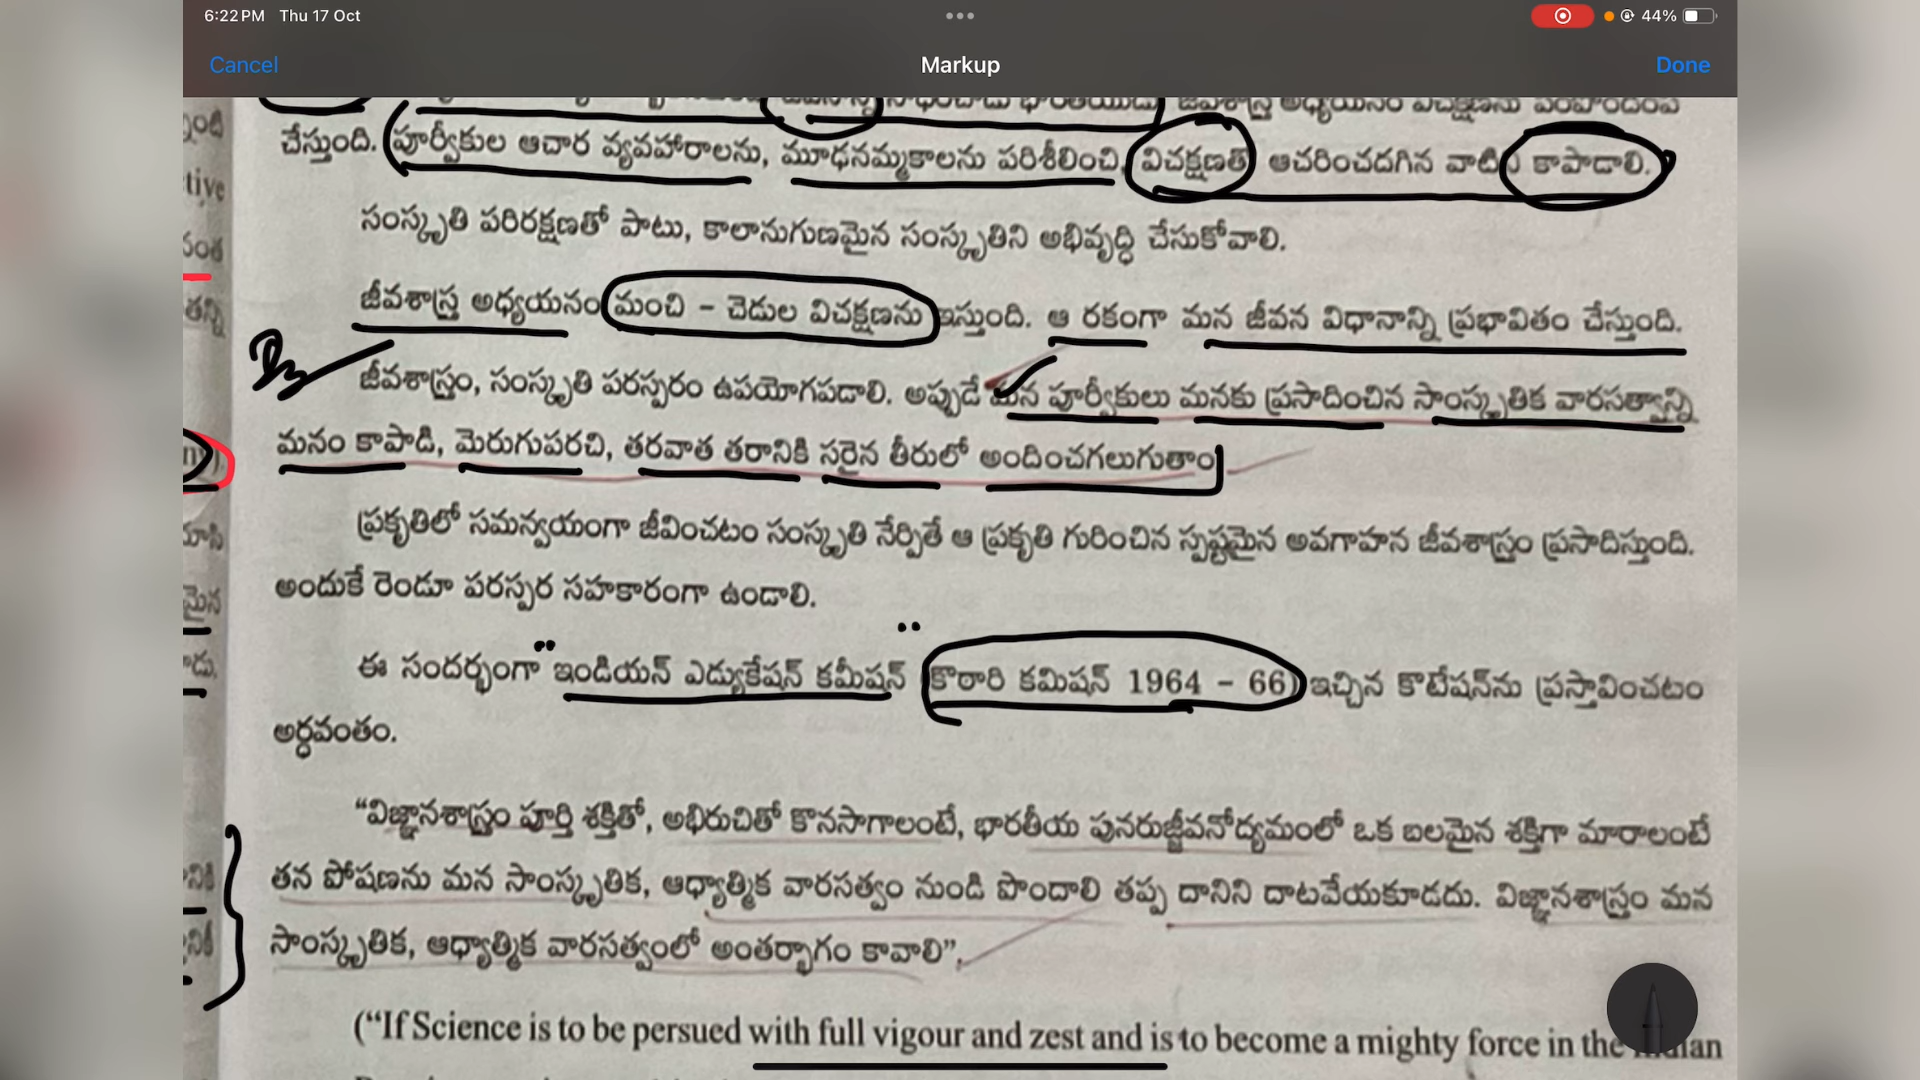 6:22 PM Thu 17 Oct
44%
Cancel
Markup
Done
చేస్తుంది. పూర్వీకుల ఆచార వ్యవహారాలను, మూఢనమ్మకాలను పరిశీలించి, విచక్షణతో ఆచరించదగిన వాటిని కాపాడాలి.
సంస్కృతి పరిరక్షణతో పాటు, కాలానుగుణమైన సంస్కృతిని అభివృద్ధి చేసుకోవాలి.
జీవశాస్త్ర అధ్యయనం మంచి – చెడుల విచక్షణను ఇస్తుంది. ఆ రకంగా మన జీవన విధానాన్ని ప్రభావితం చేస్తుంది.
జీవశాస్త్రం, సంస్కృతి పరస్పరం ఉపయోగపడాలి. అప్పుడే మన పూర్వీకులు మనకు ప్రసాదించిన సాంస్కృతిక వారసత్వాన్ని
మనం కాపాడి, మెరుగుపరచి, తరవాత తరానికి సరైన తీరులో అందించగలుగుతాం
ప్రకృతిలో సమన్వయంగా జీవించటం సంస్కృతి నేర్పితే ఆ ప్రకృతి గురించిన స్పష్టమైన అవగాహన జీవశాస్త్రం ప్రసాదిస్తుంది.
అందుకే రెండూ పరస్పర సహకారంగా ఉండాలి.
ఈ సందర్భంగా ఇండియన్ ఎడ్యుకేషన్ కమీషన్ (కొఠారి కమిషన్ 1964 – 66) ఇచ్చిన కొటేషన్‌ను ప్రస్తావించటం
అర్ధవంతం.
“విజ్ఞానశాస్త్రం పూర్తి శక్తితో, అభిరుచితో కొనసాగాలంటే, భారతీయ పునరుజ్జీవనోద్యమంలో ఒక బలమైన శక్తిగా మారాలంటే
తన పోషణను మన సాంస్కృతిక, ఆధ్యాత్మిక వారసత్వం నుండి పొందాలి తప్ప దానిని దాటవేయకూడదు. విజ్ఞానశాస్త్రం మన
సాంస్కృతిక, ఆధ్యాత్మిక వారసత్వంలో అంతర్భాగం కావాలి”.
(“If Science is to be persued with full vigour and zest and is to become a mighty force in the